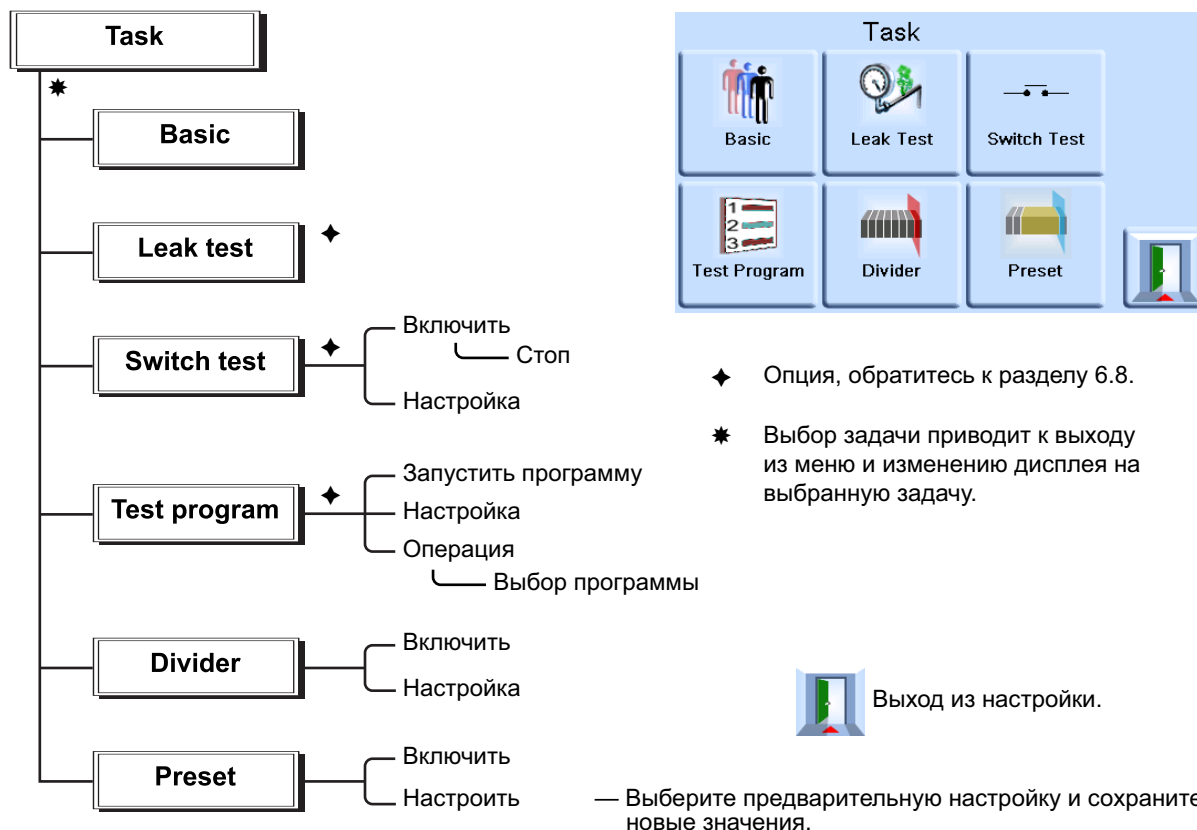 Task
✷
Basic
Leak test ✦
Switch test ✦
Включить
Стоп
Настройка
Test program ✦
Запустить программу
Настройка
Операция
Выбор программы
Divider
Включить
Настройка
Preset
Включить
Настроить
— Выберите предварительную настройку и сохраните
новые значения.
Task
Basic
Leak Test
Switch Test
1
2
3
Test Program
Divider
Preset
✦ Опция, обратитесь к разделу 6.8.
✷ Выбор задачи приводит к выходу
из меню и изменению дисплея на
выбранную задачу.
Выход из настройки.